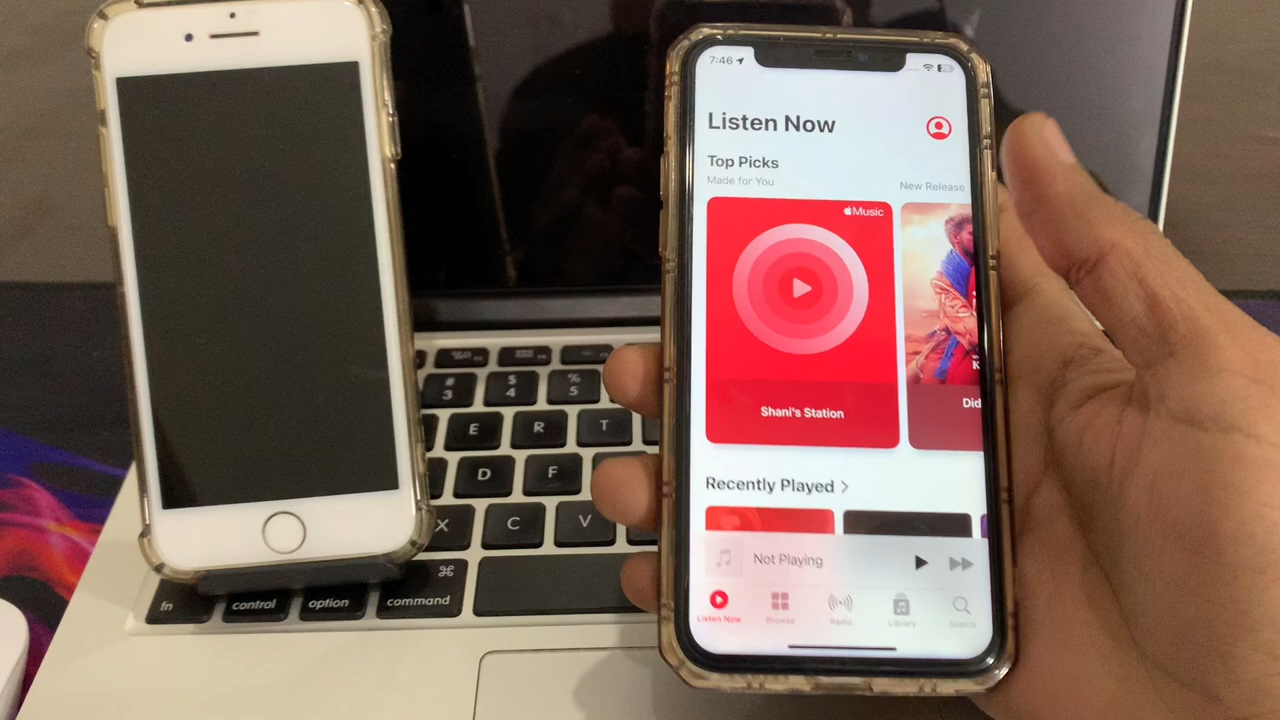 7:46
Listen Now
Top Picks
Made for You
New Release
Music
Shani's Station
Did
K
Recently Played >
Not Playing
Listen Now
Browse
Radio
Library
Search
# $ %
3 4 5
E R T
D F
X C V
fn control option command